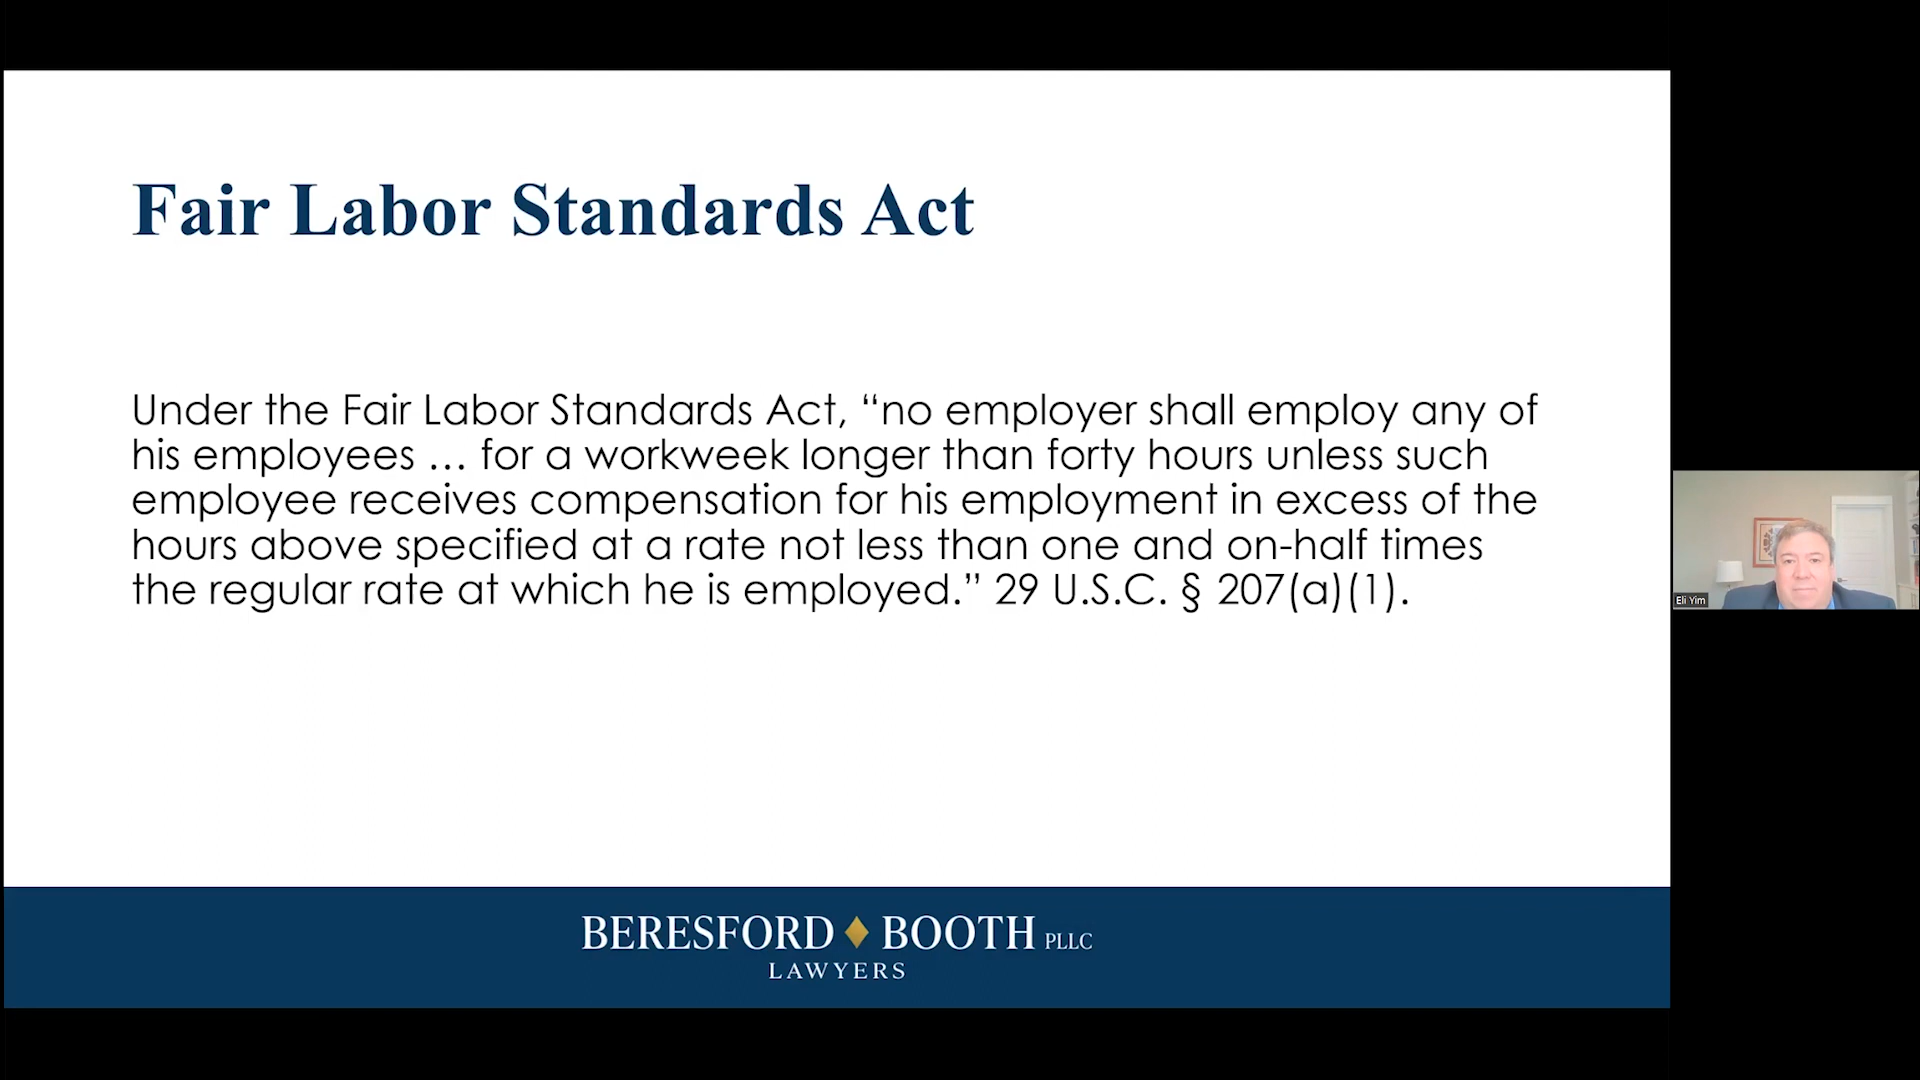 Fair Labor Standards Act
Under the Fair Labor Standards Act, “no employer shall employ any of
his employees … for a workweek longer than forty hours unless such
employee receives compensation for his employment in excess of the
hours above specified at a rate not less than one and on-half times
the regular rate at which he is employed.” 29 U.S.C. § 207(a)(1).
Eli Yim
BERESFORD BOOTH PLLC
LAWYERS